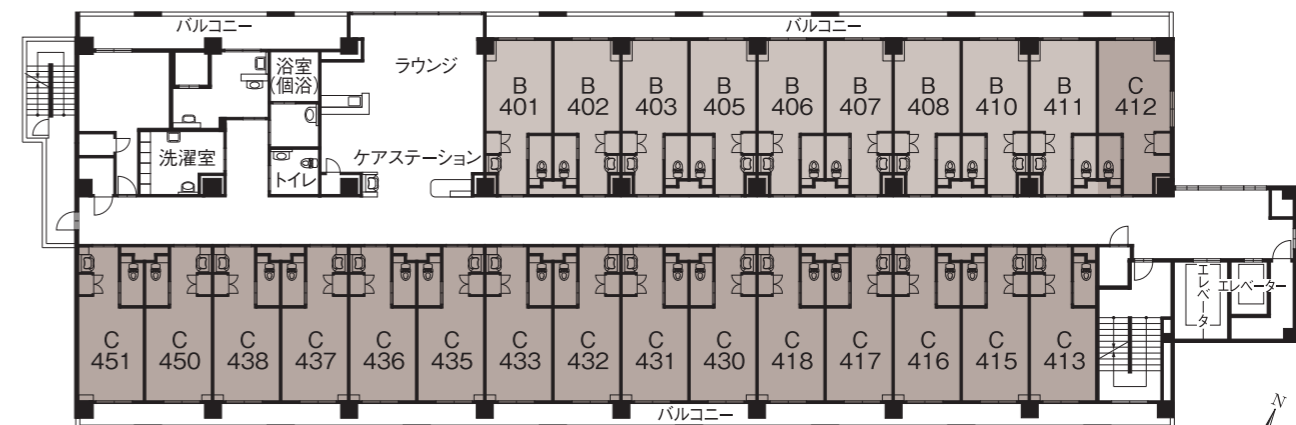 バルコニー
バルコニー
浴室
(個浴)
ラウンジ
B
401
B
402
B
403
B
405
B
406
B
407
B
408
B
410
B
411
C
412
洗濯室
トイレ
ケアステーション
エレベーター
エレベーター
C
451
C
450
C
438
C
437
C
436
C
435
C
433
C
432
C
431
C
430
C
418
C
417
C
416
C
415
C
413
バルコニー
N